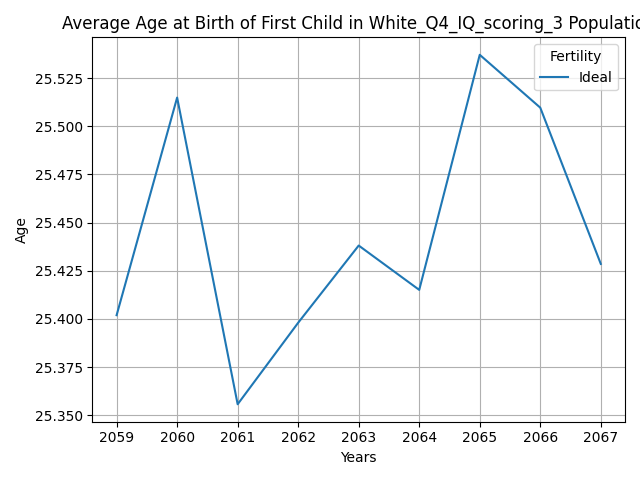 Average Age at Birth of First Child in White_Q4_IQ_scoring_3 Populatio
Fertility
Ideal
25.525
25.500
25.475
25.450
25.425
25.400
25.375
25.350
Age
2059 2060 2061 2062 2063 2064 2065 2066 2067
Years